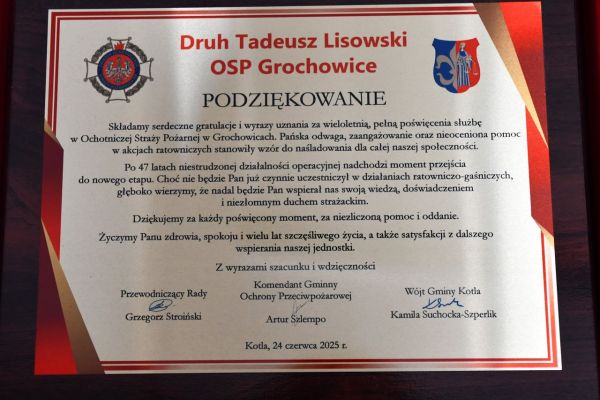 Druh Tadeusz Lisowski
OSP Grochowice
PODZIĘKOWANIE
Składamy serdeczne gratulacje i wyrazy uznania za wieloletnią, pełną poświęcenia służbę
w Ochotniczej Straży Pożarnej w Grochowicach. Pańska odwaga, zaangażowanie oraz nieoceniona pomoc
w akcjach ratowniczych stanowiły wzór do naśladowania dla całej naszej społeczności.
Po 47 latach niestrudzonej działalności operacyjnej nadchodzi moment przejścia
do nowego etapu. Choć nie będzie Pan już czynnie uczestniczył w działaniach ratowniczo-gaśniczych,
głęboko wierzymy, że nadal będzie Pan wspierał nas swoją wiedzą, doświadczeniem
i niezłomnym duchem strażackim.
Dziękujemy za każdy poświęcony moment, za niezliczoną pomoc i oddanie.
Życzymy Panu zdrowia, spokoju i wielu lat szczęśliwego życia, a także satysfakcji z dalszego
wspierania naszej jednostki.
Z wyrazami szacunku i wdzięczności
Przewodniczący Rady
Grzegorz Stroiński
Komendant Gminny
Ochrony Przeciwpożarowej
Artur Szlempo
Wójt Gminy Kotla
Kamila Suchocka-Szperlik
Kotla, 24 czerwca 2025 r.